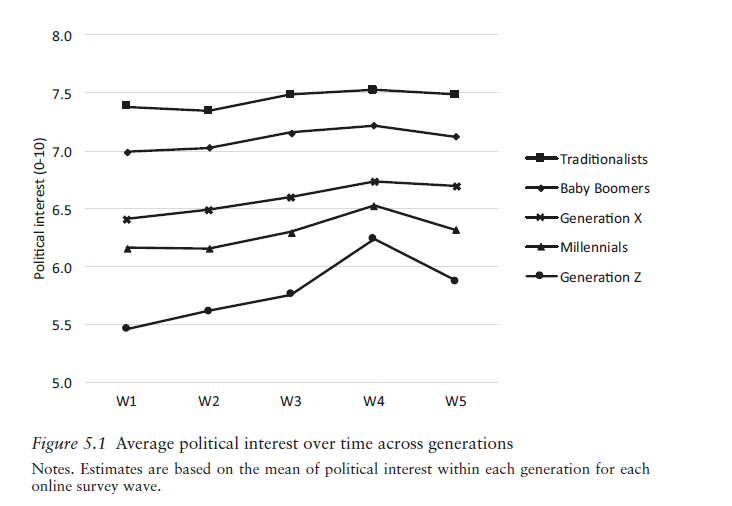 8.0
7.5
7.0
6.5
6.0
5.5
5.0
Political interest (0-10)
W1 W2 W3 W4 W5
Traditionalists
Baby Boomers
Generation X
Millennials
Generation Z
Figure 5.1 Average political interest over time across generations
Notes. Estimates are based on the mean of political interest within each generation for each
online survey wave.